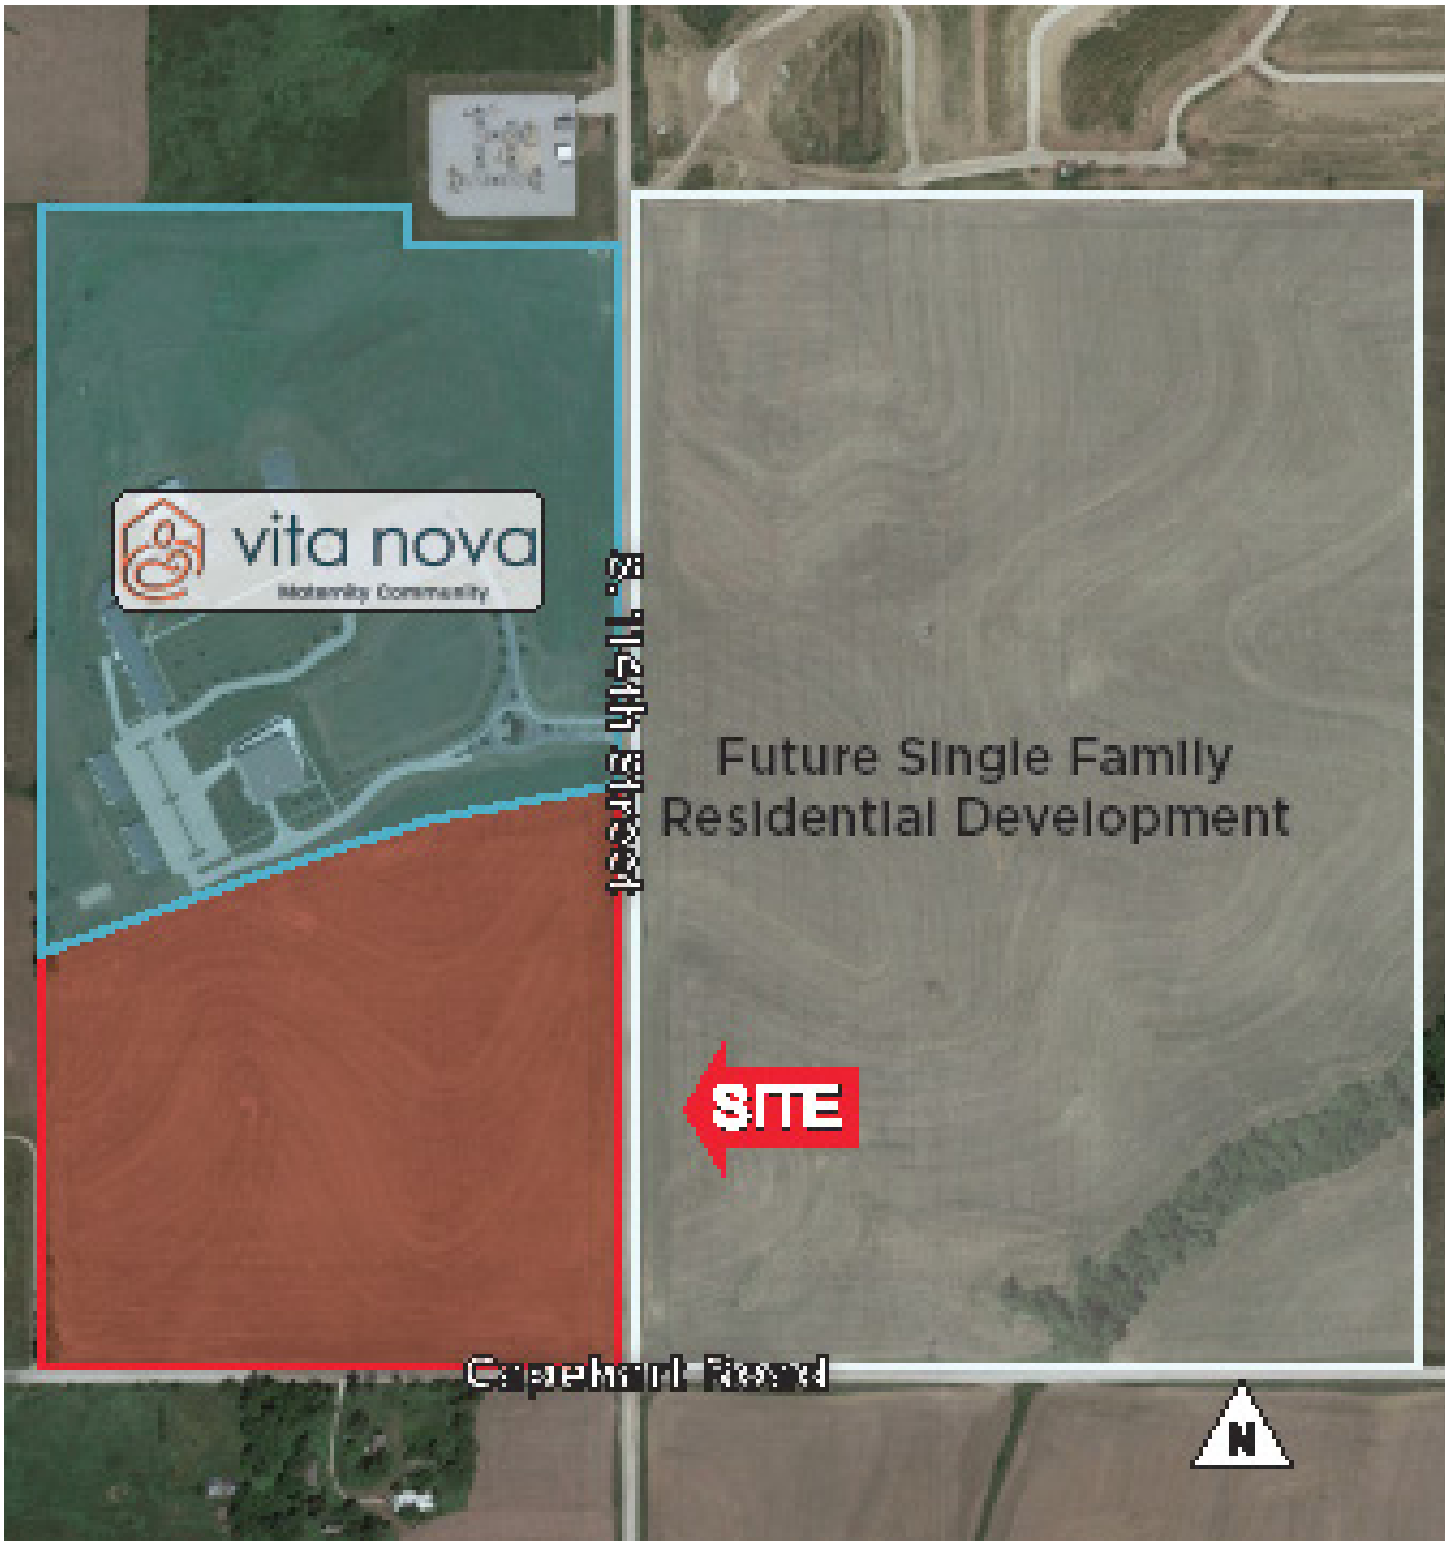 vita nova
Maternity Community
S. 114th Street
Future Single Family
Residential Development
SITE
Capehart Road
N